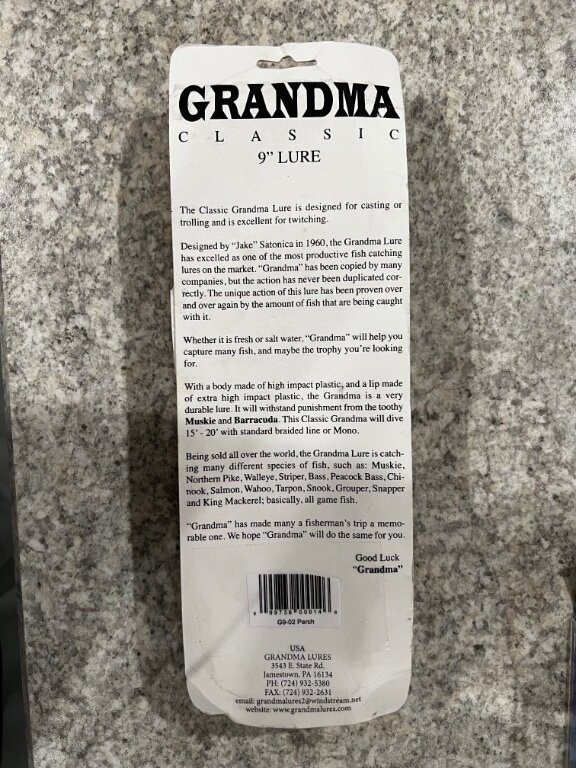 GRANDMA
CLASSIC
9" LURE
The Classic Grandma Lure is designed for casting or
trolling and is excellent for twitching.
Designed by "Jake" Satonica in 1960, the Grandma Lure
has excelled as one of the most productive fish catching
lures on the market. "Grandma" has been copied by many
companies, but the action has never been duplicated cor-
rectly. The unique action of this lure has been proven over
and over again by the amount of fish that are being caught
with it.
Whether it is fresh or salt water, "Grandma" will help you
capture many fish, and maybe the trophy you're looking
for.
With a body made of high impact plastic, and a lip made
of extra high impact plastic, the Grandma is a very
durable lure. It will withstand punishment from the toothy
Muskie and Barracuda. This Classic Grandma will dive
15' - 20' with standard braided line or Mono.
Being sold all over the world, the Grandma Lure is catch-
ing many different species of fish, such as: Muskie,
Northern Pike, Walleye, Striper, Bass, Peacock Bass, Chi-
nook, Salmon, Wahoo, Tarpon, Snook, Grouper, Snapper
and King Mackerel; basically, all game fish.
"Grandma" has made many a fisherman's trip a memo-
rable one. We hope "Grandma" will do the same for you.
Good Luck
"Grandma"
G9-02 Perch
USA
GRANDMA LURES
3543 E. State Rd.
Jamestown, PA 16134
PH: (724) 932-5380
FAX: (724) 932-2631
email: grandmalures2@windstream.net
website: www.grandmalures.com